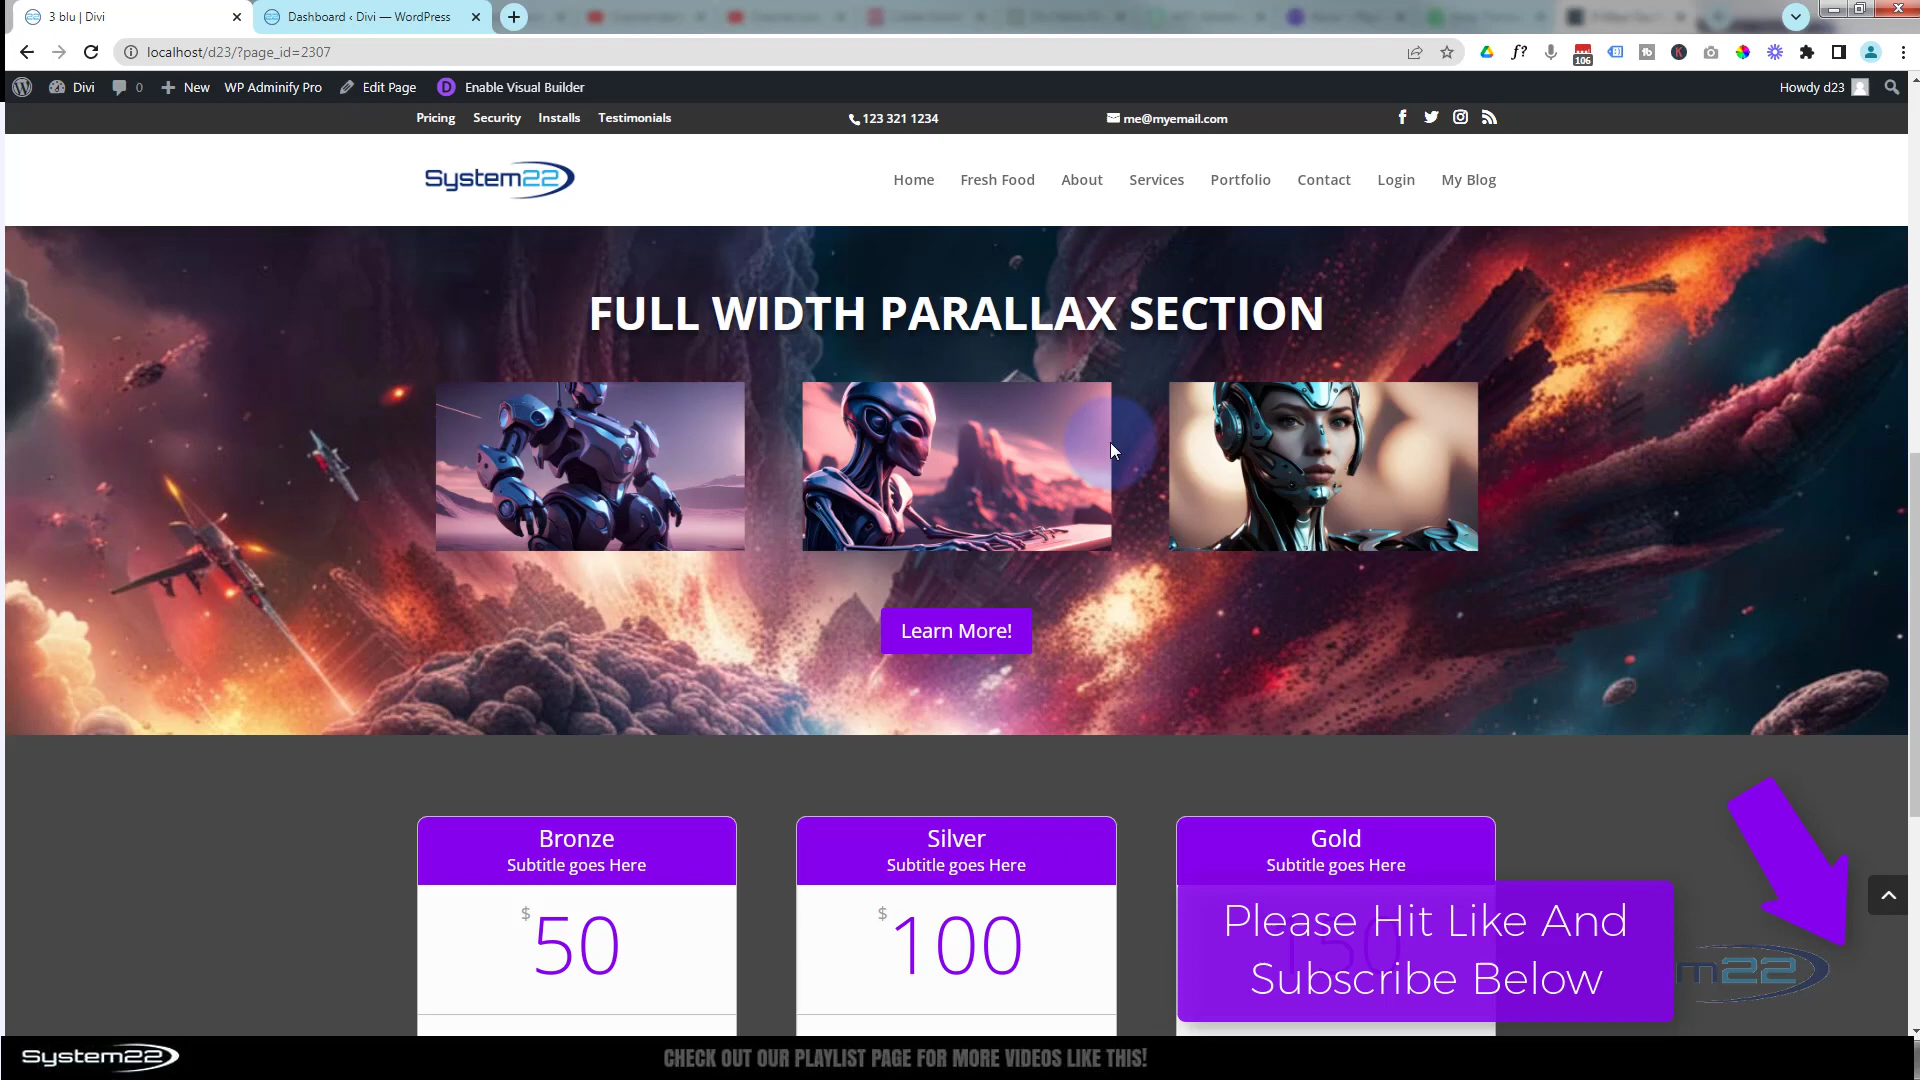 3 blu | Divi
Dashboard ‹ Divi — WordPress
localhost/d23/?page_id=2307
106
Divi
0
New
WP Adminify Pro
Edit Page
Enable Visual Builder
Howdy d23
Pricing
Security
Installs
Testimonials
123 321 1234
me@myemail.com
System22
Home
Fresh Food
About
Services
Portfolio
Contact
Login
My Blog
FULL WIDTH PARALLAX SECTION
Learn More!
Bronze
Subtitle goes Here
$50
Silver
Subtitle goes Here
$100
Gold
Subtitle goes Here
Please Hit Like And
Subscribe Below
m22
System22
CHECK OUT OUR PLAYLIST PAGE FOR MORE VIDEOS LIKE THIS!